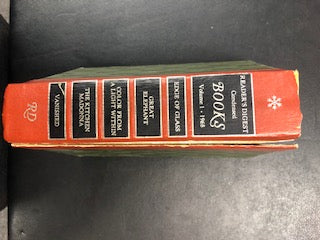 READER'S DIGEST
Condensed
BOOKS
Volume 1 - 1968
EDGE OF GLASS
GREAT
ELEPHANT
COLOR FROM
A LIGHT WITHIN
THE KITCHEN
MADONNA
VANISHED
RD